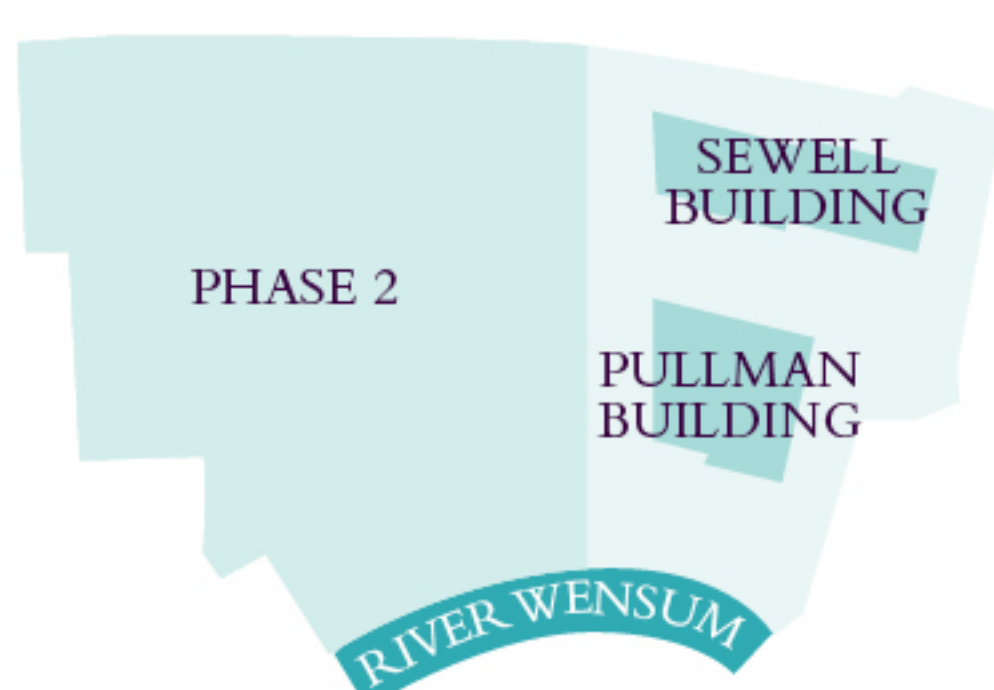 SEWELL
BUILDING
PHASE 2
PULLMAN
BUILDING
RIVER WENSUM